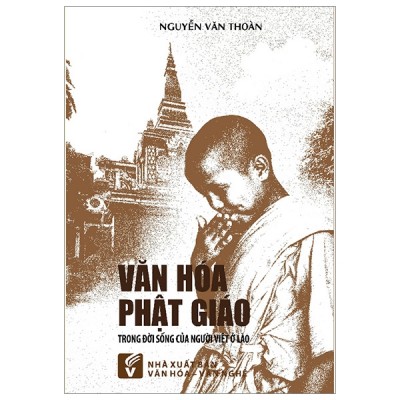 NGUYỄN VĂN THOÀN
VĂN HÓA
PHẬT GIÁO
TRONG ĐỜI SỐNG CỦA NGƯỜI VIỆT Ở LÀO
NHÀ XUẤT BẢN
VĂN HÓA - VĂN NGHỆ